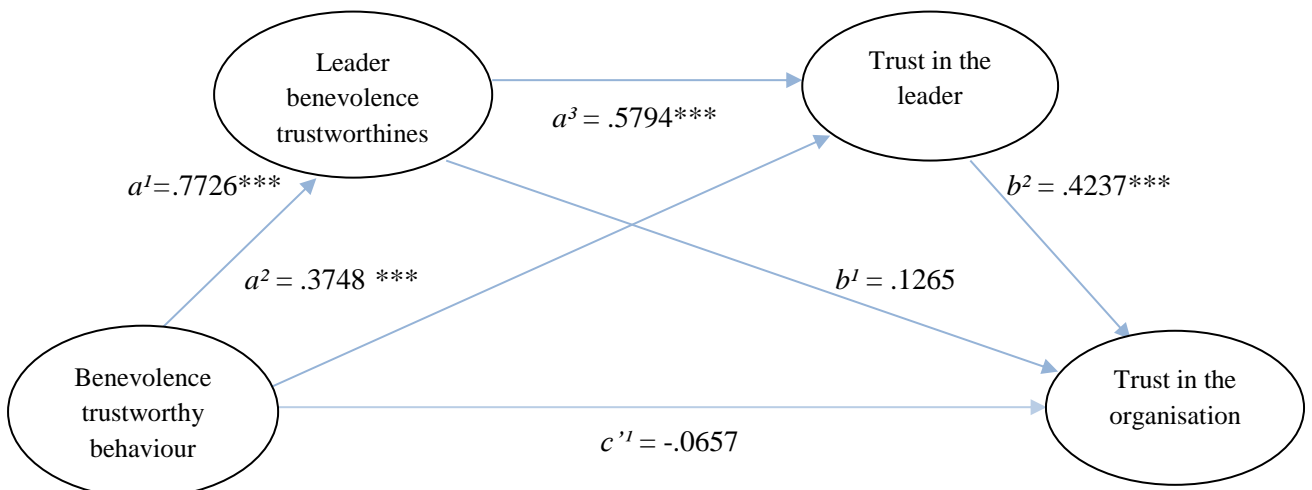 Leader
benevolence
trustworthines
Trust in the
leader
a³ = .5794***
a¹=.7726***
b² = .4237***
a² = .3748 ***
b¹ = .1265
Benevolence
trustworthy
behaviour
Trust in the
organisation
c’¹ = -.0657